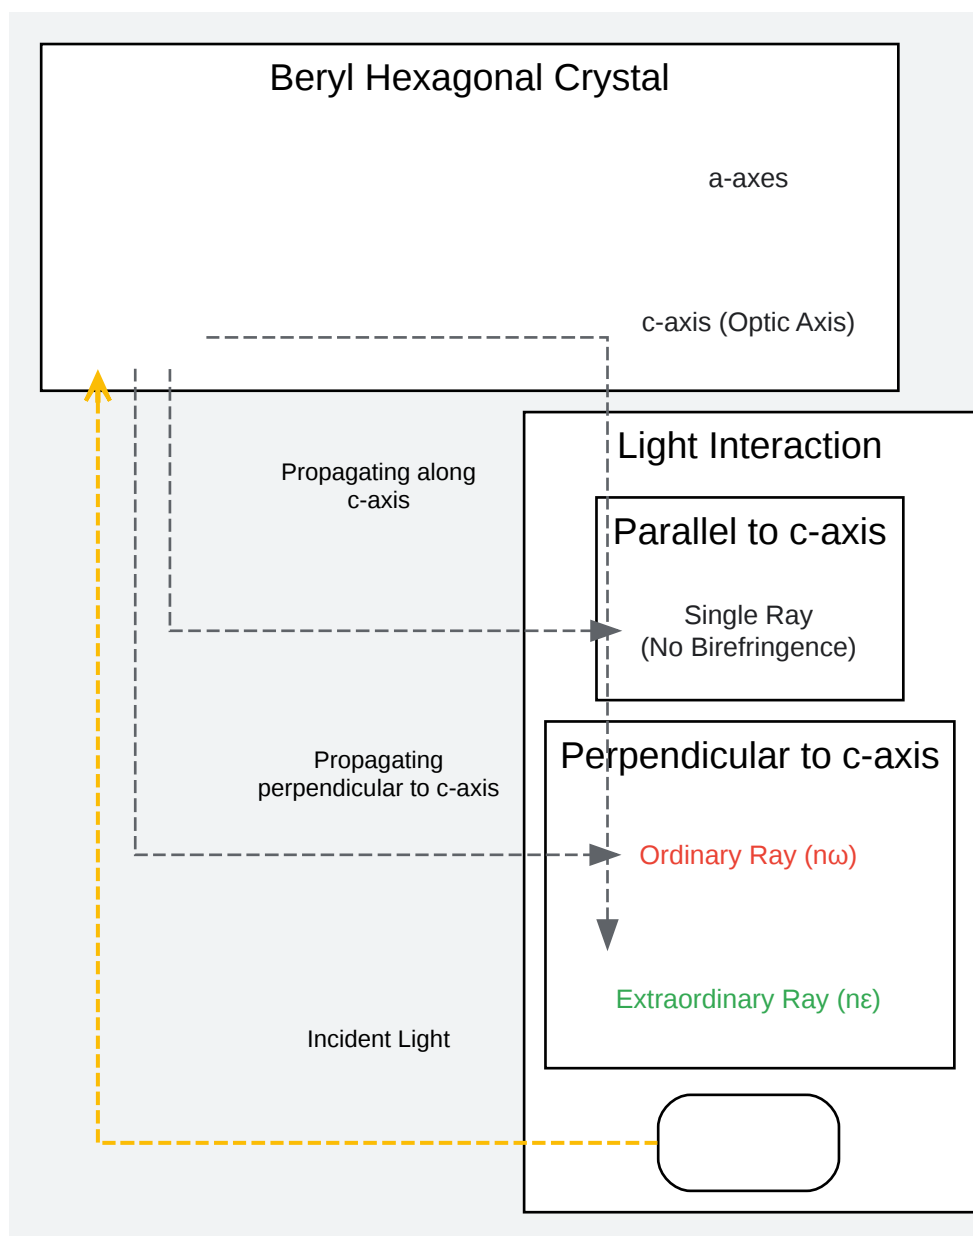 Beryl Hexagonal Crystal
a-axes
c-axis (Optic Axis)
Light Interaction
Propagating along
c-axis
Parallel to c-axis
Single Ray
(No Birefringence)
Propagating
perpendicular to c-axis
Perpendicular to c-axis
Ordinary Ray (nω)
Extraordinary Ray (nε)
Incident Light